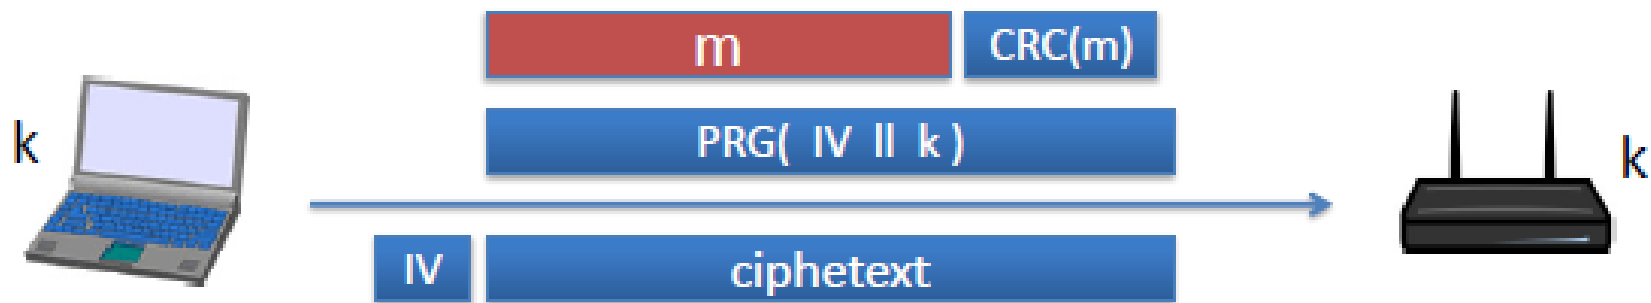 m CRC(m)
k PRG( IV ll k ) k
IV ciphetext